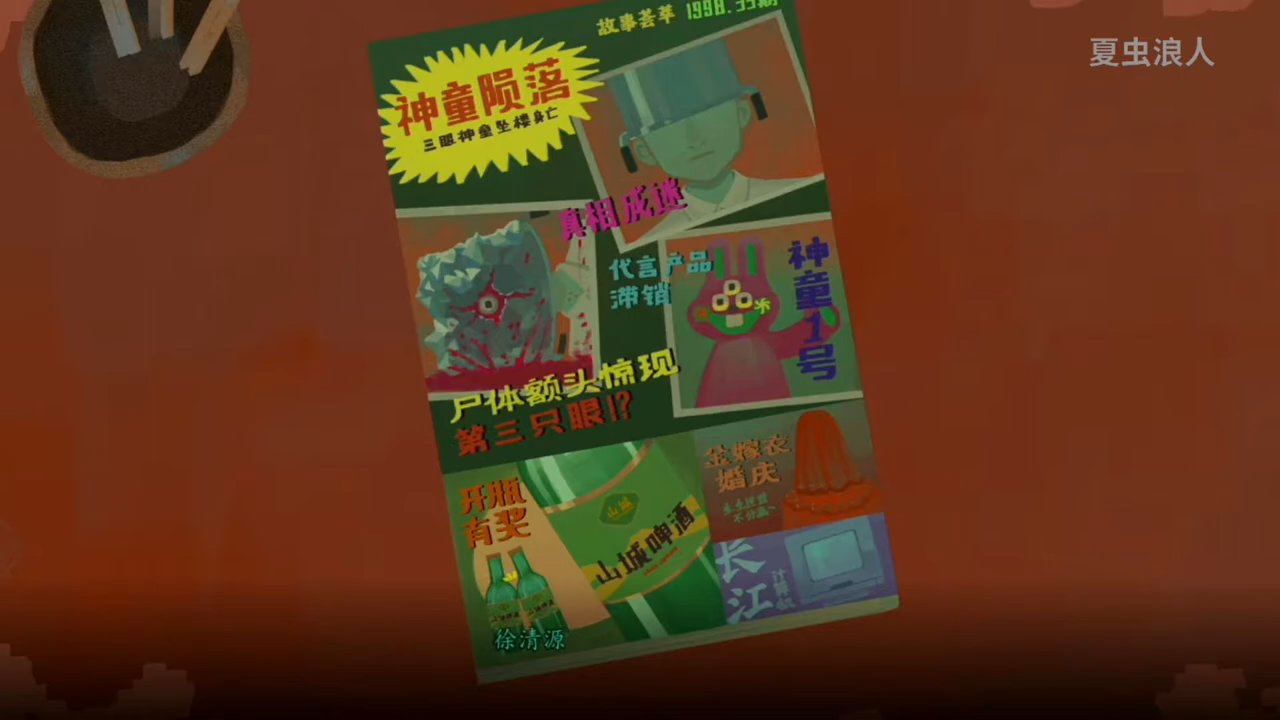 故事荟萃 1998.33期
夏虫浪人
神童陨落
三眼神童坠楼身亡
真相成迷
代言产品
滞销
神童1号
尸体额头惊现
第三只眼!?
开瓶
有奖
山城
山城啤酒
金嫁衣
婚庆
长江
计算机
徐清源